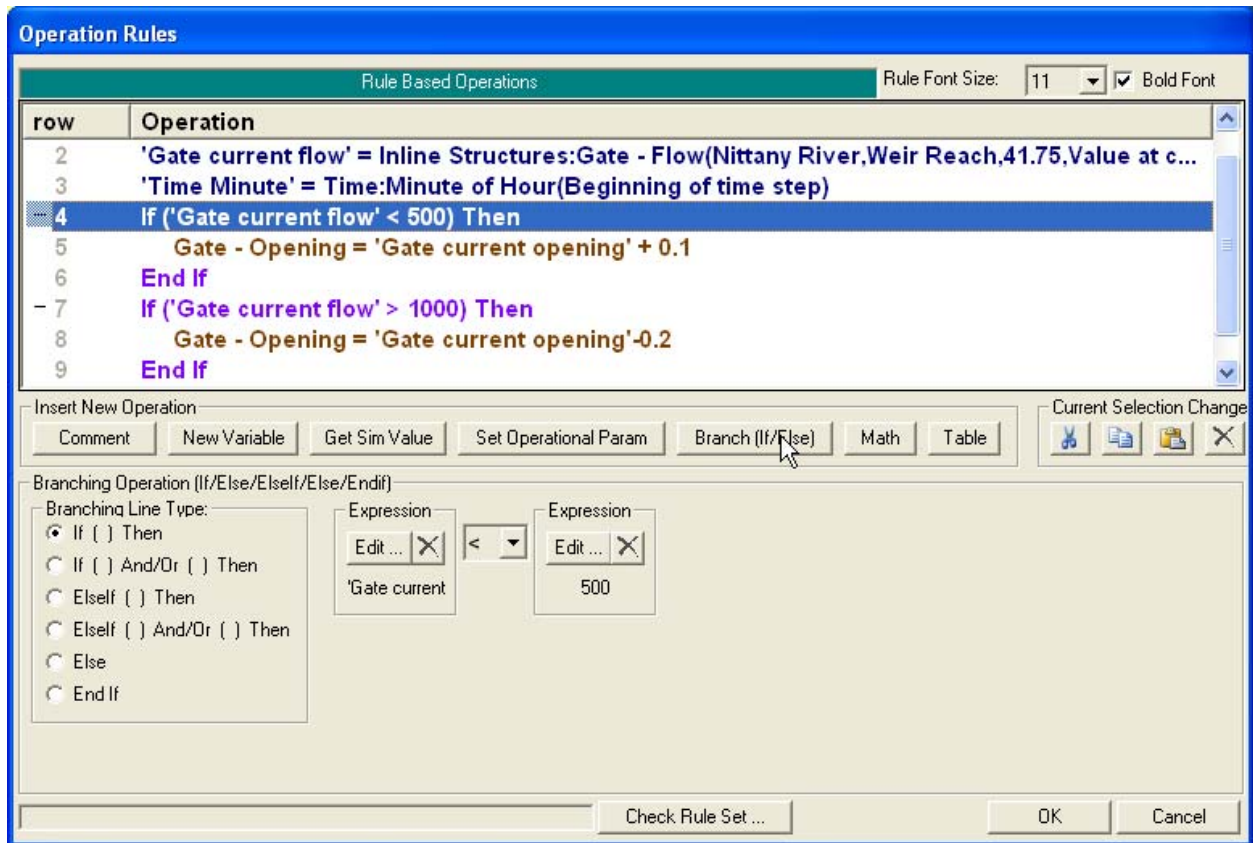 Operation Rules
Rule Based Operations Rule Font Size: 11 Bold Font
row Operation
2 'Gate current flow' = Inline Structures:Gate - Flow(Nittany River,Weir Reach,41.75,Value at c...
3 'Time Minute' = Time:Minute of Hour(Beginning of time step)
4 If ('Gate current flow' < 500) Then
5 Gate - Opening = 'Gate current opening' + 0.1
6 End If
7 If ('Gate current flow' > 1000) Then
8 Gate - Opening = 'Gate current opening'-0.2
9 End If
Insert New Operation Current Selection Change
Comment New Variable Get Sim Value Set Operational Param Branch (If/Else) Math Table
Branching Operation (If/Else/ElseIf/Else/Endif)
Branching Line Type: Expression Expression
If ( ) Then
Edit ... < Edit ...
If ( ) And/Or ( ) Then
'Gate current 500
ElseIf ( ) Then
ElseIf ( ) And/Or ( ) Then
Else
End If
Check Rule Set ... OK Cancel